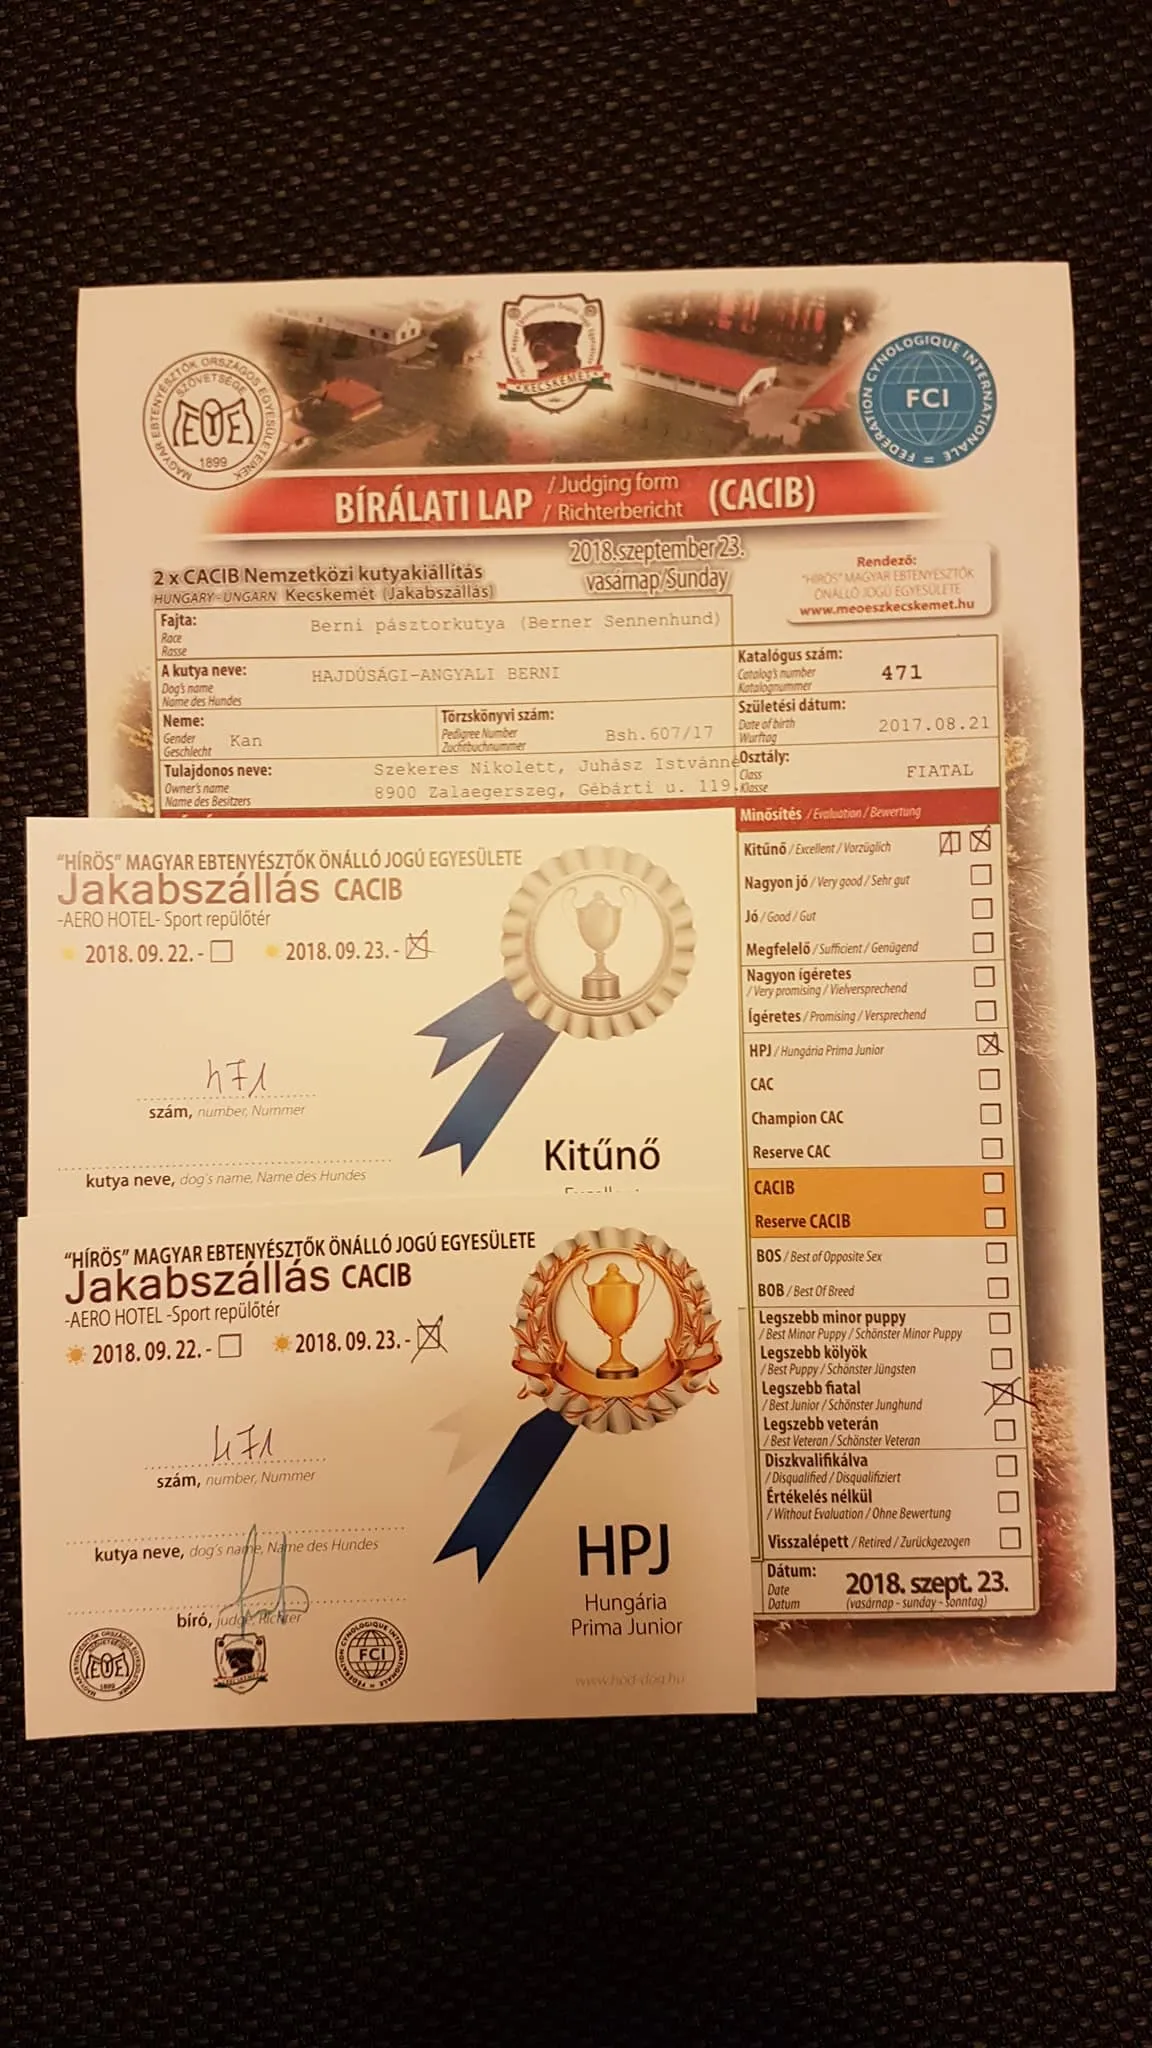 MAGYAR EBTENYÉSZTŐK ORSZÁGOS EGYESÜLETEINEK SZÖVETSÉGE
MEOE
1899
KECSKEMÉT
FEDERATION CYNOLOGIQUE INTERNATIONALE
FCI
BÍRÁLATI LAP / Judging form / Richterbericht (CACIB)
2018.szeptember 23.
vasárnap/Sunday
2 x CACIB Nemzetközi kutyakiállítás
HUNGARY-UNGARN Kecskemét (Jakabszállás)
Rendező:
"HÍRÖS" MAGYAR EBTENYÉSZTŐK
ÖNÁLLÓ JOGÚ EGYESÜLETE
www.meoeszkecskemet.hu
Fajta:
Race
Rasse
Berni pásztorkutya (Berner Sennenhund)
A kutya neve:
Dog's name
Name des Hundes
HAJDÚSÁGI-ANGYALI BERNI
Katalógus szám:
Catalog's number
Katalognummer
471
Neme:
Gender
Geschlecht
Kan
Törzskönyvi szám:
Pedigree Number
Zuchtbuchnummer
Bsh.607/17
Születési dátum:
Date of birth
Wurftag
2017.08.21
Tulajdonos neve:
Owner's name
Name des Besitzers
Szekeres Nikolett, Juhász Istvánné
8900 Zalaegerszeg, Gébárti u. 119.
Osztály:
Class
Klasse
FIATAL
Minősítés / Evaluation / Bewertung
Kitűnő / Excellent / Vorzüglich 1
Nagyon jó / Very good / Sehr gut
Jó / Good / Gut
Megfelelő / Sufficient / Genügend
Nagyon ígéretes
/ Very promising / Vielversprechend
Ígéretes / Promising / Versprechend
HPJ / Hungária Prima Junior
CAC
Champion CAC
Reserve CAC
CACIB
Reserve CACIB
BOS / Best of Opposite Sex
BOB / Best Of Breed
Legszebb minor puppy
/ Best Minor Puppy / Schönster Minor Puppy
Legszebb kölyök
/ Best Puppy / Schönster Jüngsten
Legszebb fiatal
/ Best Junior / Schönster Junghund
Legszebb veterán
/ Best Veteran / Schönster Veteran
Diszkvalifikálva
/ Disqualified / Disqualifiziert
Értékelés nélkül
/ Without Evaluation / Ohne Bewertung
Visszalépett / Retired / Zurückgezogen
Dátum:
Date
Datum
2018. szept. 23.
(vasárnap - sunday - sonntag)
"HÍRÖS" MAGYAR EBTENYÉSZTŐK ÖNÁLLÓ JOGÚ EGYESÜLETE
Jakabszállás CACIB
-AERO HOTEL- Sport repülőtér
2018. 09. 22. - 2018. 09. 23. -
471
szám, number, Nummer
kutya neve, dog's name, Name des Hundes
Kitűnő
Excellent
"HÍRÖS" MAGYAR EBTENYÉSZTŐK ÖNÁLLÓ JOGÚ EGYESÜLETE
Jakabszállás CACIB
-AERO HOTEL -Sport repülőtér
2018. 09. 22. - 2018. 09. 23. -
471
szám, number, Nummer
kutya neve, dog's name, Name des Hundes
bíró, judge, Richter
HPJ
Hungária
Prima Junior
MEOE
1899
FEDERATION CYNOLOGIQUE INTERNATIONALE
FCI
www.hod-dog.hu